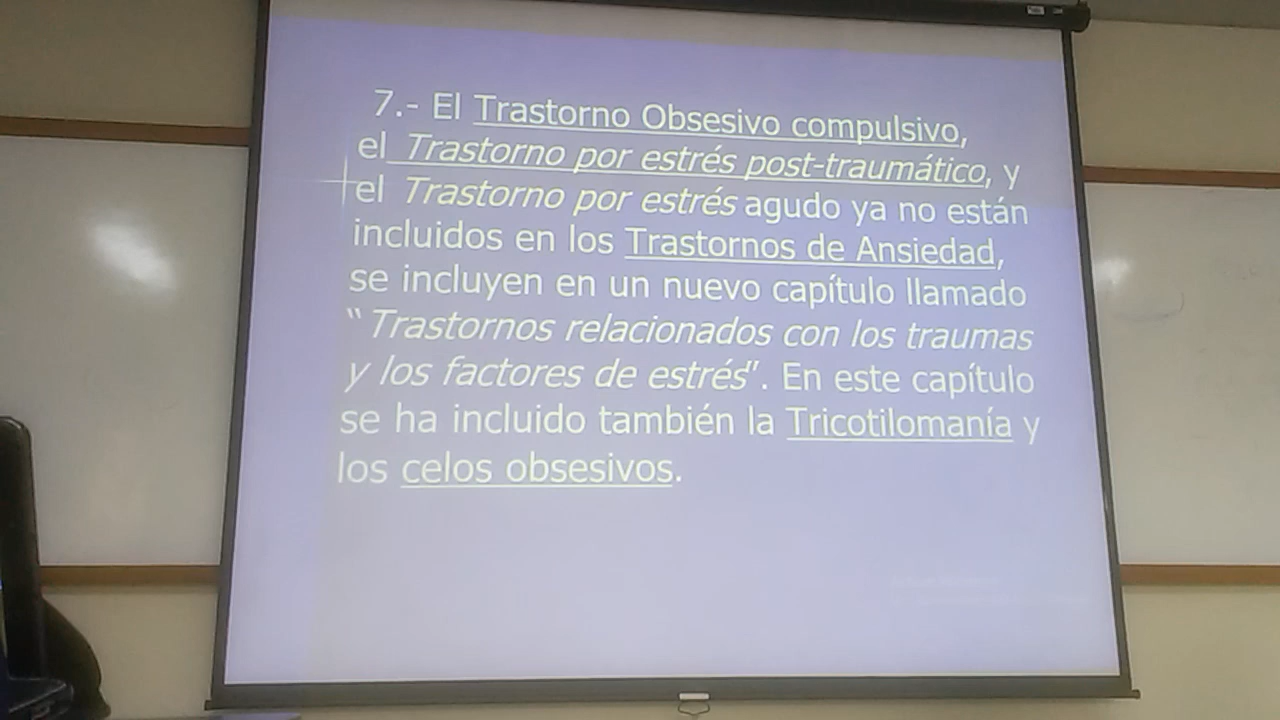 7.- El Trastorno Obsesivo compulsivo,
el Trastorno por estrés post-traumático, y
el Trastorno por estrés agudo ya no están
incluidos en los Trastornos de Ansiedad,
se incluyen en un nuevo capítulo llamado
“ Trastornos relacionados con los traumas
y los factores de estrés”. En este capítulo
se ha incluido también la Tricotilomanía y
los celos obsesivos.